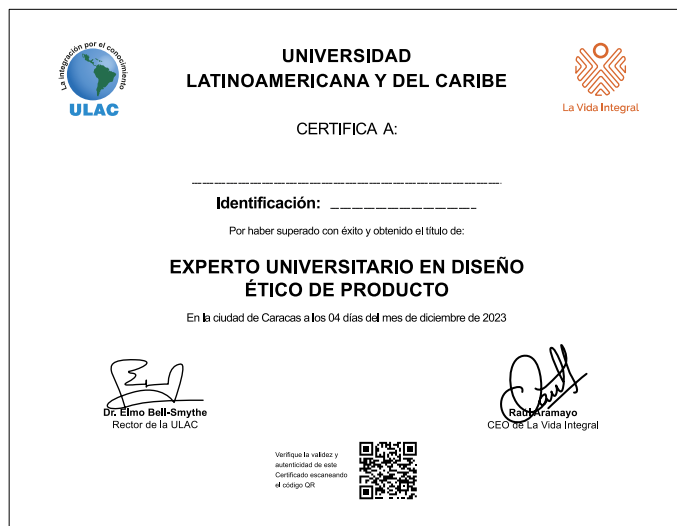 La integración por el conocimiento
ULAC
UNIVERSIDAD
LATINOAMERICANA Y DEL CARIBE
La Vida Integral
CERTIFICA A:
Identificación:
Por haber superado con éxito y obtenido el título de:
EXPERTO UNIVERSITARIO EN DISEÑO
ÉTICO DE PRODUCTO
En la ciudad de Caracas a los 04 días del mes de diciembre de 2023
Dr. Elmo Bell-Smythe
Rector de la ULAC
Raul Aramayo
CEO de La Vida Integral
Verifique la validez y
autenticidad de este
Certificado escaneando
el código QR